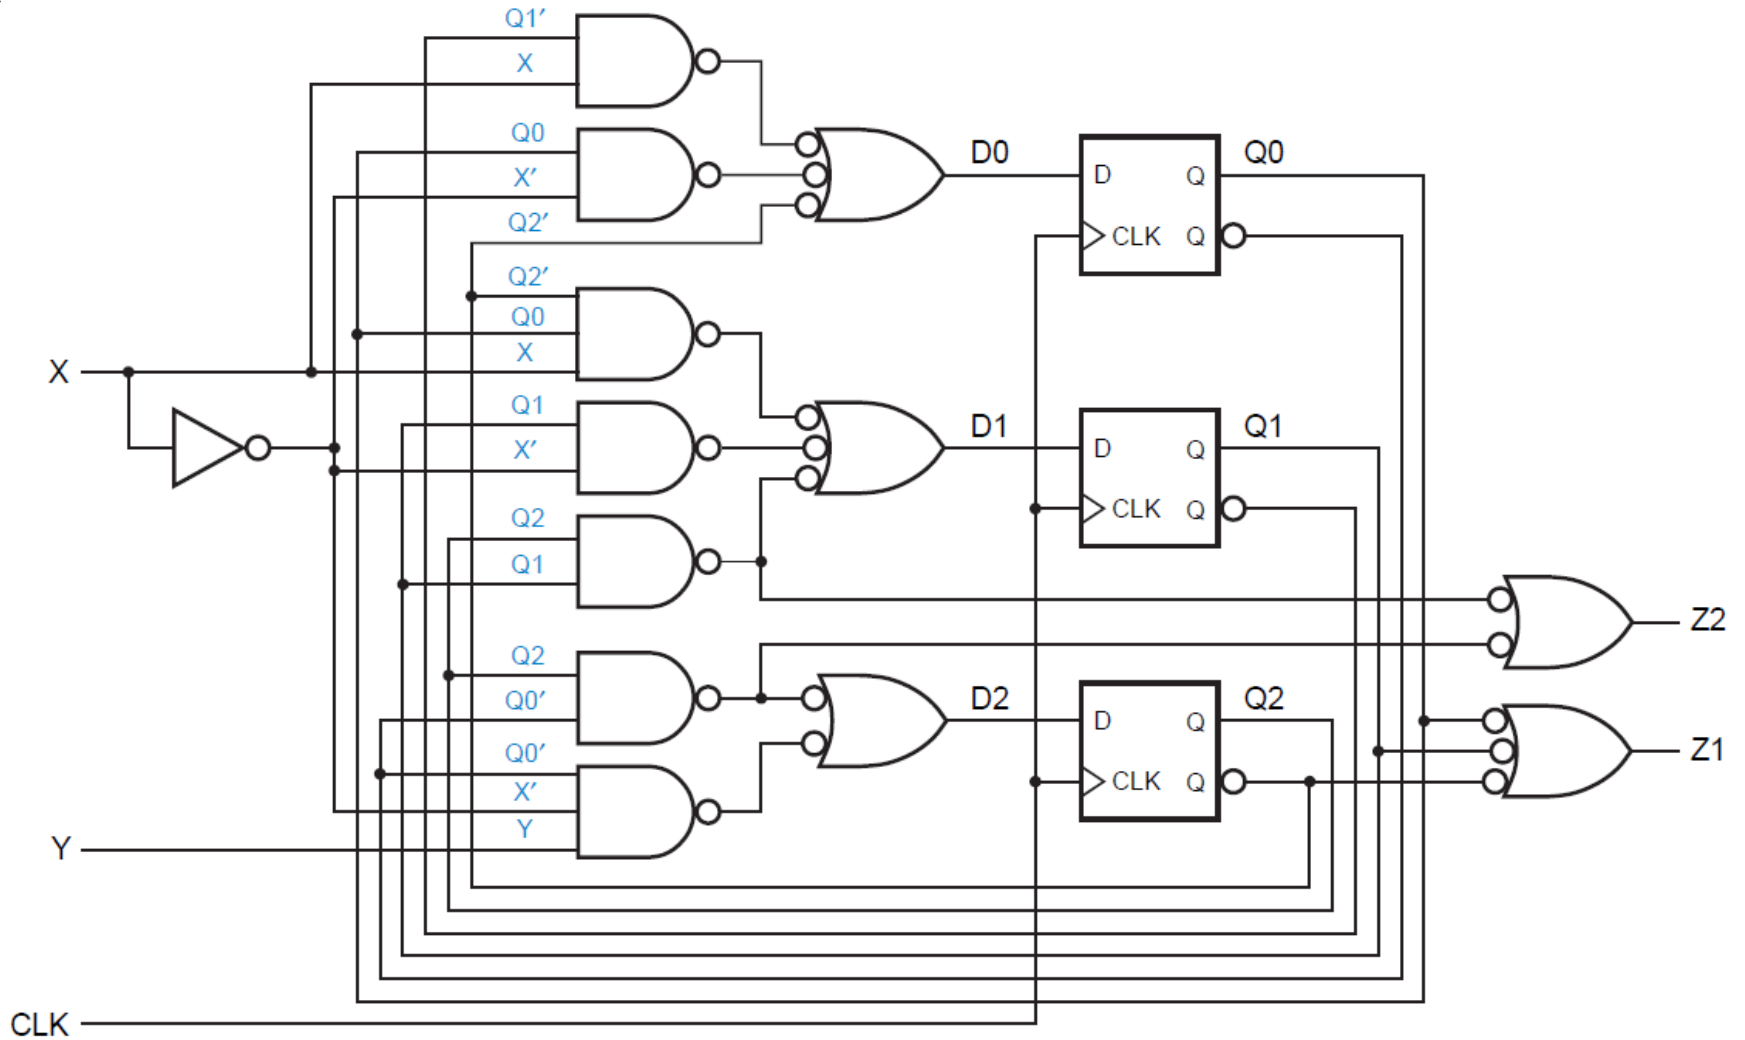 Q1′
X
Q0
X′
Q2′
D0
D Q
CLK Q
Q0
Q2′
Q0
X
X
Q1
X′
D1
D Q
CLK Q
Q1
Q2
Q1
Z2
Q2
Q0′
D2
D Q
CLK Q
Q2
Z1
Q0′
X′
Y
Y
CLK